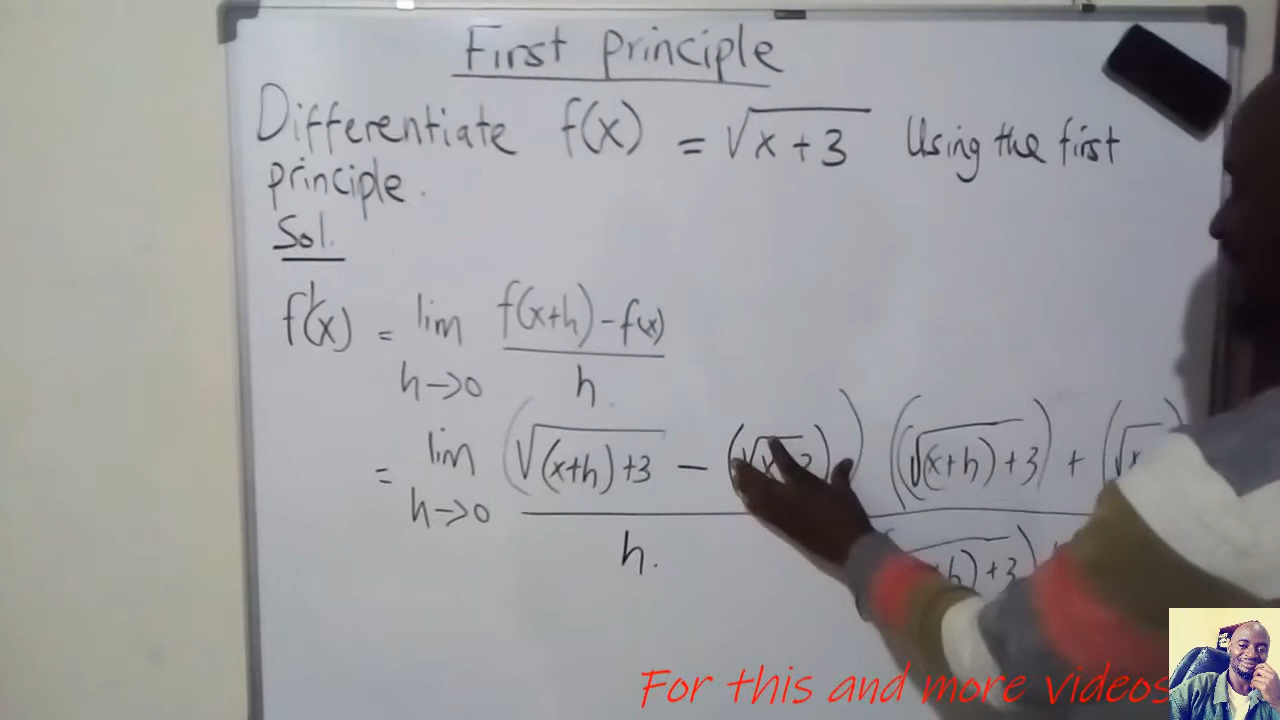 First principle
Differentiate f(x) = √x+3 Using the first
principle.
Sol.
f'(x) = lim f(x+h)-f(x)
h→0 h
= lim (√(x+h)+3 - (√ ) ((√(x+h)+3) + (√x
h→0 h. h)+3)
For this and more videos